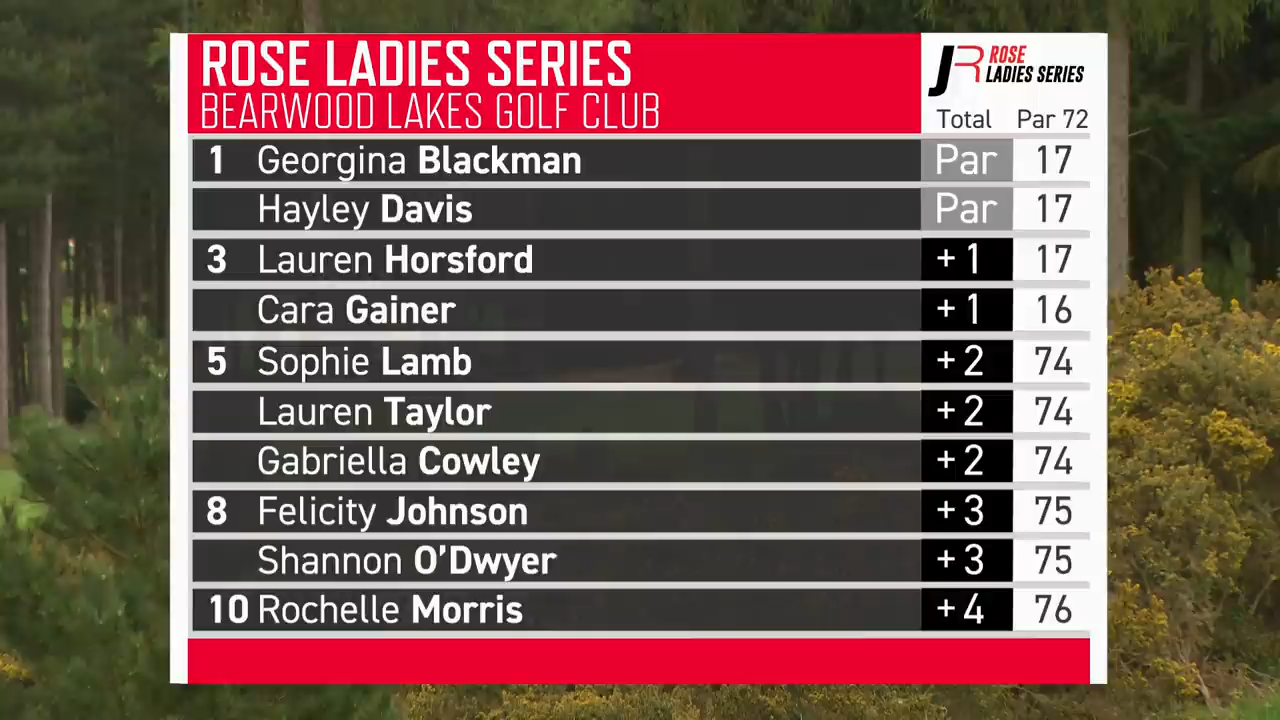 ROSE LADIES SERIES
BEARWOOD LAKES GOLF CLUB
JR ROSE
LADIES SERIES
Total Par 72
1 Georgina Blackman Par 17
Hayley Davis Par 17
3 Lauren Horsford +1 17
Cara Gainer +1 16
5 Sophie Lamb +2 74
Lauren Taylor +2 74
Gabriella Cowley +2 74
8 Felicity Johnson +3 75
Shannon O'Dwyer +3 75
10 Rochelle Morris +4 76